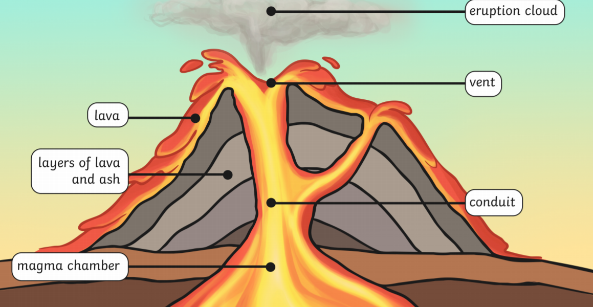 eruption cloud
vent
lava
layers of lava
and ash
conduit
magma chamber